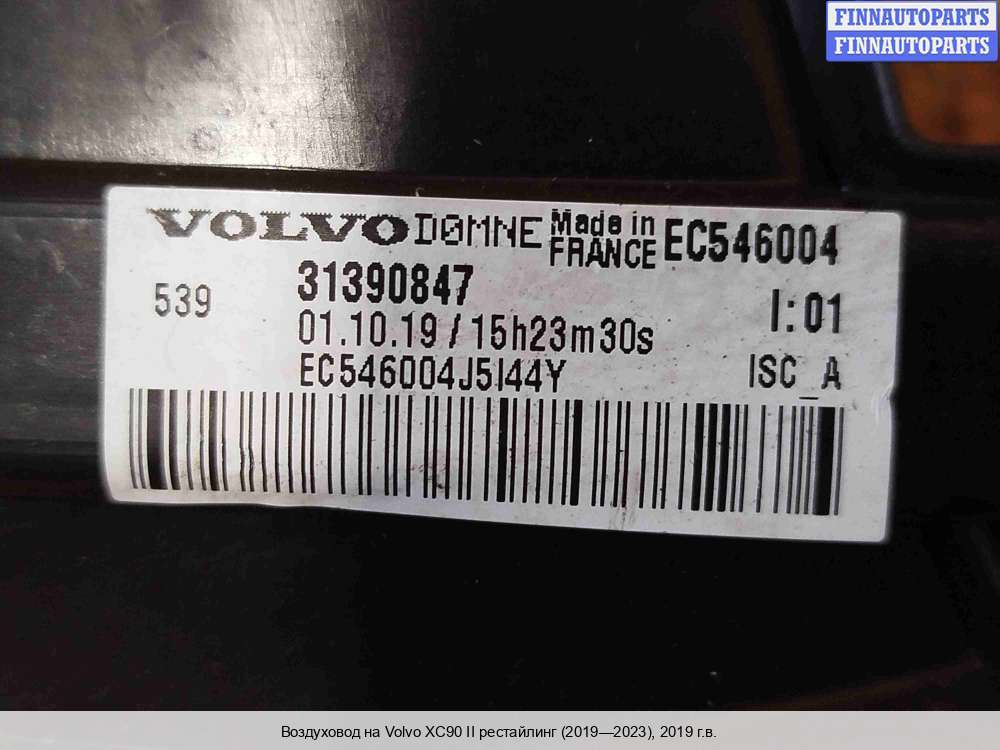 FINNAUTOPARTS
FINNAUTOPARTS
VOLVO DØMNE Made in FRANCE EC546004
31390847
539
I:01
01.10.19 / 15h23m30s
EC546004J5I44Y
ISC_A
Воздуховод на Volvo XC90 II рестайлинг (2019—2023), 2019 г.в.